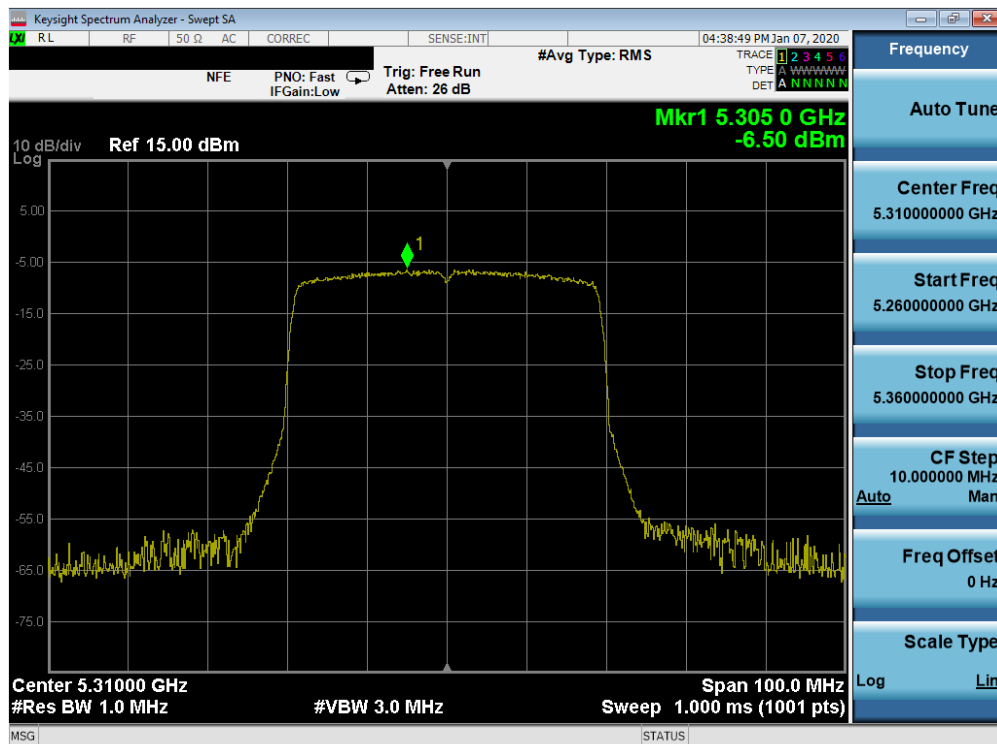 Keysight Spectrum Analyzer - Swept SA
LXI RL RF 50 Ω AC CORREC SENSE:INT 04:38:49 PM Jan 07, 2020
#Avg Type: RMS
TRACE 1 2 3 4 5 6
TYPE A WWWWW
DET A N N N N N
NFE PNO: Fast Trig: Free Run
IFGain:Low Atten: 26 dB
Mkr1 5.305 0 GHz
-6.50 dBm
10 dB/div Ref 15.00 dBm
Log
1
5.00
-5.00
-15.0
-25.0
-35.0
-45.0
-55.0
-65.0
-75.0
Center 5.31000 GHz Span 100.0 MHz
#Res BW 1.0 MHz #VBW 3.0 MHz Sweep 1.000 ms (1001 pts)
MSG STATUS
Frequency
Auto Tune
Center Freq
5.310000000 GHz
Start Freq
5.260000000 GHz
Stop Freq
5.360000000 GHz
CF Step
10.000000 MHz
Auto Man
Freq Offset
0 Hz
Scale Type
Log Lin